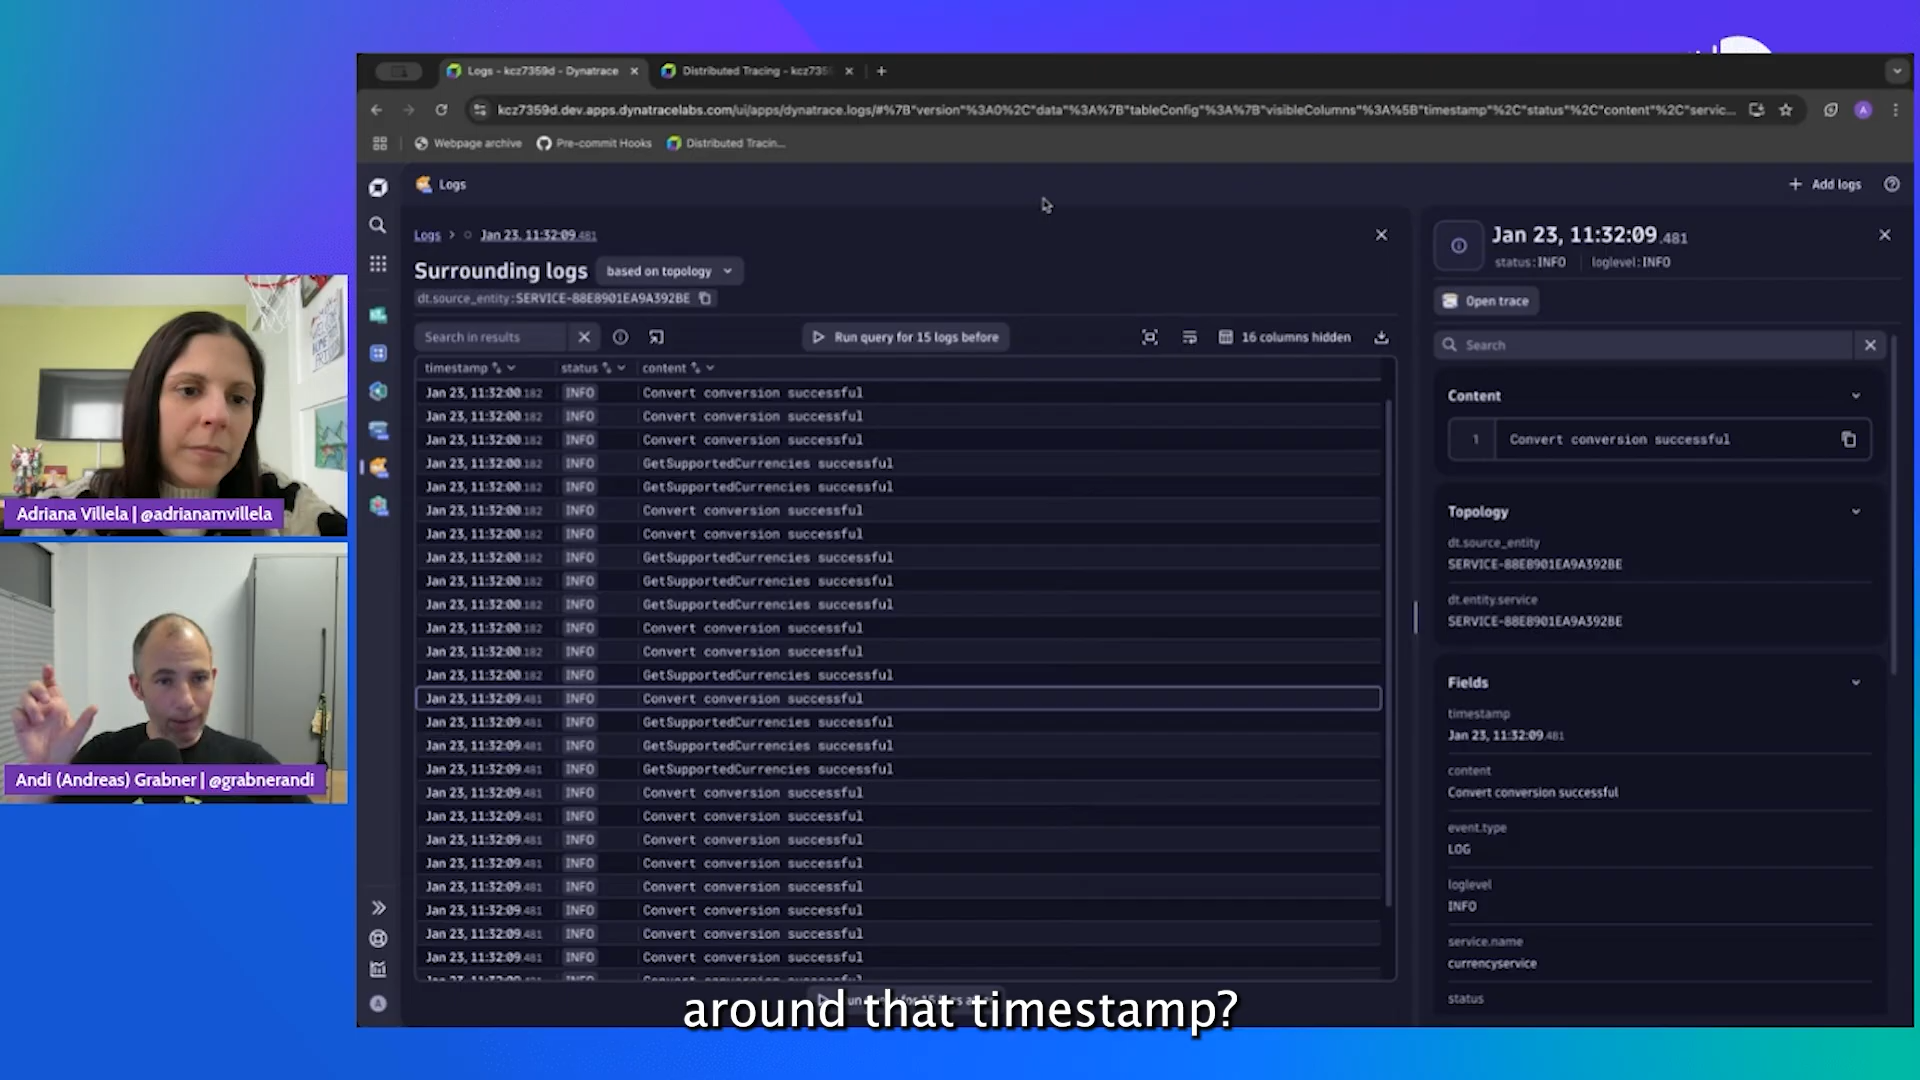 Logs - kcz7359d - Dynatrace
Distributed Tracing - kcz735
kcz7359d.dev.apps.dynatracelabs.com/ui/apps/dynatrace.logs/#%7B"version"%3A0%2C"data"%3A%7B"tableConfig"%3A%7B"visibleColumns"%3A%5B"timestamp"%2C"status"%2C"content"%2C"servic...
Webpage archive
Pre-commit Hooks
Distributed Tracin...
Logs
+ Add logs
Logs > Jan 23, 11:32:09.481
Surrounding logs
based on topology
dt.source_entity:SERVICE-88E8901EA9A392BE
Search in results
Run query for 15 logs before
16 columns hidden
timestamp status content
Jan 23, 11:32:00.182 INFO Convert conversion successful
Jan 23, 11:32:00.182 INFO Convert conversion successful
Jan 23, 11:32:00.182 INFO Convert conversion successful
Jan 23, 11:32:00.182 INFO GetSupportedCurrencies successful
Jan 23, 11:32:00.182 INFO GetSupportedCurrencies successful
Jan 23, 11:32:00.182 INFO Convert conversion successful
Jan 23, 11:32:00.182 INFO Convert conversion successful
Jan 23, 11:32:00.182 INFO GetSupportedCurrencies successful
Jan 23, 11:32:00.182 INFO GetSupportedCurrencies successful
Jan 23, 11:32:00.182 INFO GetSupportedCurrencies successful
Jan 23, 11:32:00.182 INFO Convert conversion successful
Jan 23, 11:32:00.182 INFO Convert conversion successful
Jan 23, 11:32:00.182 INFO GetSupportedCurrencies successful
Jan 23, 11:32:09.481 INFO Convert conversion successful
Jan 23, 11:32:09.481 INFO GetSupportedCurrencies successful
Jan 23, 11:32:09.481 INFO GetSupportedCurrencies successful
Jan 23, 11:32:09.481 INFO GetSupportedCurrencies successful
Jan 23, 11:32:09.481 INFO Convert conversion successful
Jan 23, 11:32:09.481 INFO Convert conversion successful
Jan 23, 11:32:09.481 INFO Convert conversion successful
Jan 23, 11:32:09.481 INFO Convert conversion successful
Jan 23, 11:32:09.481 INFO Convert conversion successful
Jan 23, 11:32:09.481 INFO Convert conversion successful
Jan 23, 11:32:09.481 INFO Convert conversion successful
Jan 23, 11:32:09.481 INFO Convert conversion successful
Jan 23, 11:32:09.481
status:INFO loglevel:INFO
Open trace
Search
Content
1 Convert conversion successful
Topology
dt.source_entity
SERVICE-88E8901EA9A392BE
dt.entity.service
SERVICE-88E8901EA9A392BE
Fields
timestamp
Jan 23, 11:32:09.481
content
Convert conversion successful
event.type
LOG
loglevel
INFO
service.name
currencyservice
status
Adriana Villela | @adrianamvillela
Andi (Andreas) Grabner | @grabnerandi
around that timestamp?